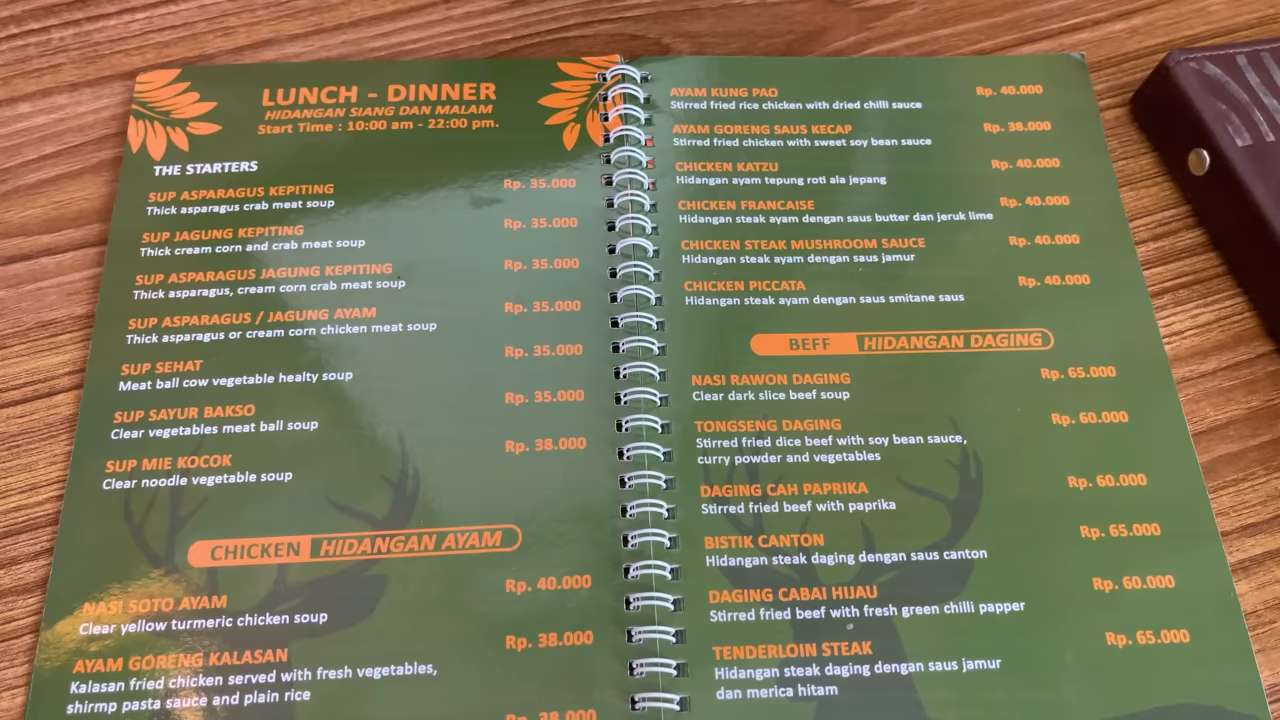 LUNCH - DINNER
HIDANGAN SIANG DAN MALAM
Start Time : 10:00 am - 22:00 pm.
THE STARTERS
SUP ASPARAGUS KEPITING Rp. 35.000
Thick asparagus crab meat soup
SUP JAGUNG KEPITING Rp. 35.000
Thick cream corn and crab meat soup
SUP ASPARAGUS JAGUNG KEPITING Rp. 35.000
Thick asparagus, cream corn crab meat soup
SUP ASPARAGUS / JAGUNG AYAM Rp. 35.000
Thick asparagus or cream corn chicken meat soup
SUP SEHAT Rp. 35.000
Meat ball cow vegetable healty soup
SUP SAYUR BAKSO Rp. 35.000
Clear vegetables meat ball soup
SUP MIE KOCOK Rp. 38.000
Clear noodle vegetable soup
CHICKEN HIDANGAN AYAM
NASI SOTO AYAM Rp. 40.000
Clear yellow turmeric chicken soup
AYAM GORENG KALASAN Rp. 38.000
Kalasan fried chicken served with fresh vegetables,
shirmp pasta sauce and plain rice
Rp. 38.000
AYAM KUNG PAO Rp. 40.000
Stirred fried rice chicken with dried chilli sauce
AYAM GORENG SAUS KECAP Rp. 38.000
Stirred fried chicken with sweet soy bean sauce
CHICKEN KATZU Rp. 40.000
Hidangan ayam tepung roti ala jepang
CHICKEN FRANCAISE Rp. 40.000
Hidangan steak ayam dengan saus butter dan jeruk lime
CHICKEN STEAK MUSHROOM SAUCE Rp. 40.000
Hidangan steak ayam dengan saus jamur
CHICKEN PICCATA Rp. 40.000
Hidangan steak ayam dengan saus smitane saus
BEFF HIDANGAN DAGING
NASI RAWON DAGING Rp. 65.000
Clear dark slice beef soup
TONGSENG DAGING Rp. 60.000
Stirred fried dice beef with soy bean sauce,
curry powder and vegetables
DAGING CAH PAPRIKA Rp. 60.000
Stirred fried beef with paprika
BISTIK CANTON Rp. 65.000
Hidangan steak daging dengan saus canton
DAGING CABAI HIJAU Rp. 60.000
Stirred fried beef with fresh green chilli papper
TENDERLOIN STEAK Rp. 65.000
Hidangan steak daging dengan saus jamur
dan merica hitam